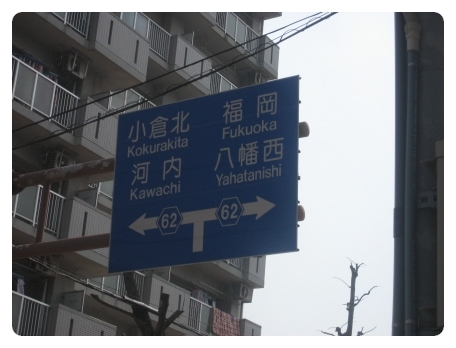 小倉北 福岡
Kokurakita Fukuoka
河内 八幡西
Kawachi Yahatanishi
62 62